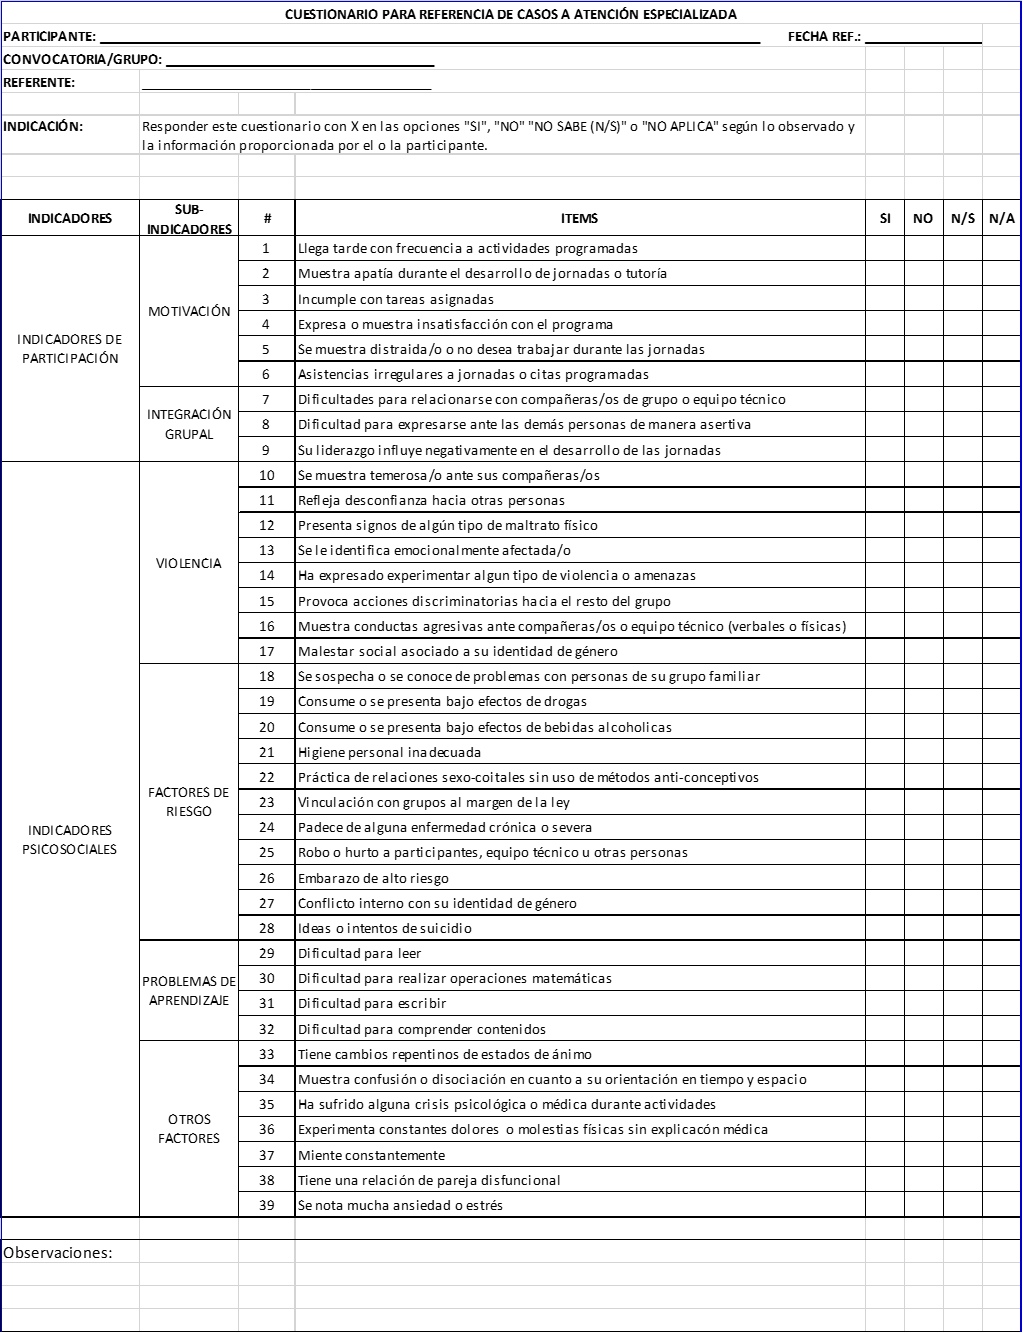 CUESTIONARIO PARA REFERENCIA DE CASOS A ATENCIÓN ESPECIALIZADA
PARTICIPANTE: FECHA REF.:
CONVOCATORIA/GRUPO:
REFERENTE:
INDICACIÓN: Responder este cuestionario con X en las opciones "SI", "NO" "NO SABE (N/S)" o "NO APLICA" según lo observado y
la información proporcionada por el o la participante.
INDICADORES SUB-INDICADORES # ITEMS SI NO N/S N/A
INDICADORES DE PARTICIPACIÓN
MOTIVACIÓN
1 Llega tarde con frecuencia a actividades programadas
2 Muestra apatía durante el desarrollo de jornadas o tutoría
3 Incumple con tareas asignadas
4 Expresa o muestra insatisfacción con el programa
5 Se muestra distraida/o o no desea trabajar durante las jornadas
6 Asistencias irregulares a jornadas o citas programadas
INTEGRACIÓN GRUPAL
7 Dificultades para relacionarse con compañeras/os de grupo o equipo técnico
8 Dificultad para expresarse ante las demás personas de manera asertiva
9 Su liderazgo influye negativamente en el desarrollo de las jornadas
INDICADORES PSICOSOCIALES
VIOLENCIA
10 Se muestra temerosa/o ante sus compañeras/os
11 Refleja desconfianza hacia otras personas
12 Presenta signos de algún tipo de maltrato físico
13 Se le identifica emocionalmente afectada/o
14 Ha expresado experimentar algun tipo de violencia o amenazas
15 Provoca acciones discriminatorias hacia el resto del grupo
16 Muestra conductas agresivas ante compañeras/os o equipo técnico (verbales o físicas)
17 Malestar social asociado a su identidad de género
FACTORES DE RIESGO
18 Se sospecha o se conoce de problemas con personas de su grupo familiar
19 Consume o se presenta bajo efectos de drogas
20 Consume o se presenta bajo efectos de bebidas alcoholicas
21 Higiene personal inadecuada
22 Práctica de relaciones sexo-coitales sin uso de métodos anti-conceptivos
23 Vinculación con grupos al margen de la ley
24 Padece de alguna enfermedad crónica o severa
25 Robo o hurto a participantes, equipo técnico u otras personas
26 Embarazo de alto riesgo
27 Conflicto interno con su identidad de género
28 Ideas o intentos de suicidio
PROBLEMAS DE APRENDIZAJE
29 Dificultad para leer
30 Dificultad para realizar operaciones matemáticas
31 Dificultad para escribir
32 Dificultad para comprender contenidos
OTROS FACTORES
33 Tiene cambios repentinos de estados de ánimo
34 Muestra confusión o disociación en cuanto a su orientación en tiempo y espacio
35 Ha sufrido alguna crisis psicológica o médica durante actividades
36 Experimenta constantes dolores o molestias físicas sin explicacón médica
37 Miente constantemente
38 Tiene una relación de pareja disfuncional
39 Se nota mucha ansiedad o estrés
Observaciones: